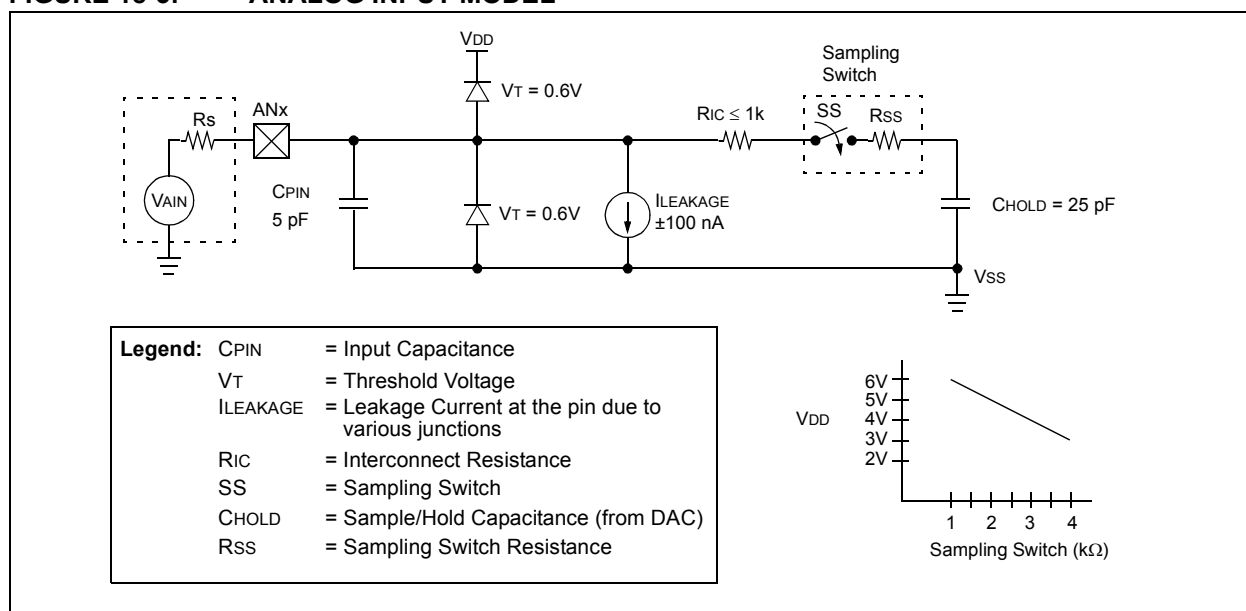 VDD
Sampling
Switch
VT = 0.6V
ANx
RIC ≤ 1k
SS
RSS
Rs
VAIN
CPIN
5 pF
VT = 0.6V
ILEAKAGE
±100 nA
CHOLD = 25 pF
VSS
Legend: CPIN = Input Capacitance
VT = Threshold Voltage
ILEAKAGE = Leakage Current at the pin due to
various junctions
RIC = Interconnect Resistance
SS = Sampling Switch
CHOLD = Sample/Hold Capacitance (from DAC)
RSS = Sampling Switch Resistance
6V
5V
VDD
4V
3V
2V
1 2 3 4
Sampling Switch (kΩ)